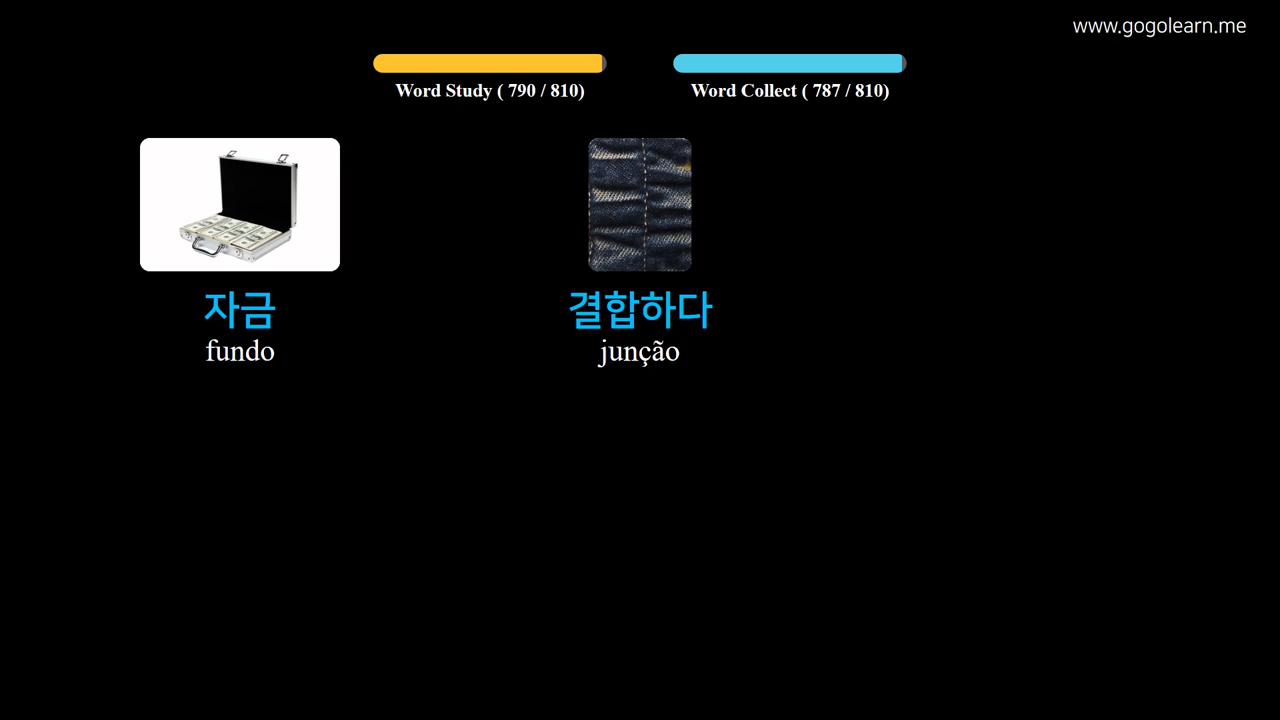 www.gogolearn.me
Word Study ( 790 / 810)
Word Collect ( 787 / 810)
자금
fundo
결합하다
junção